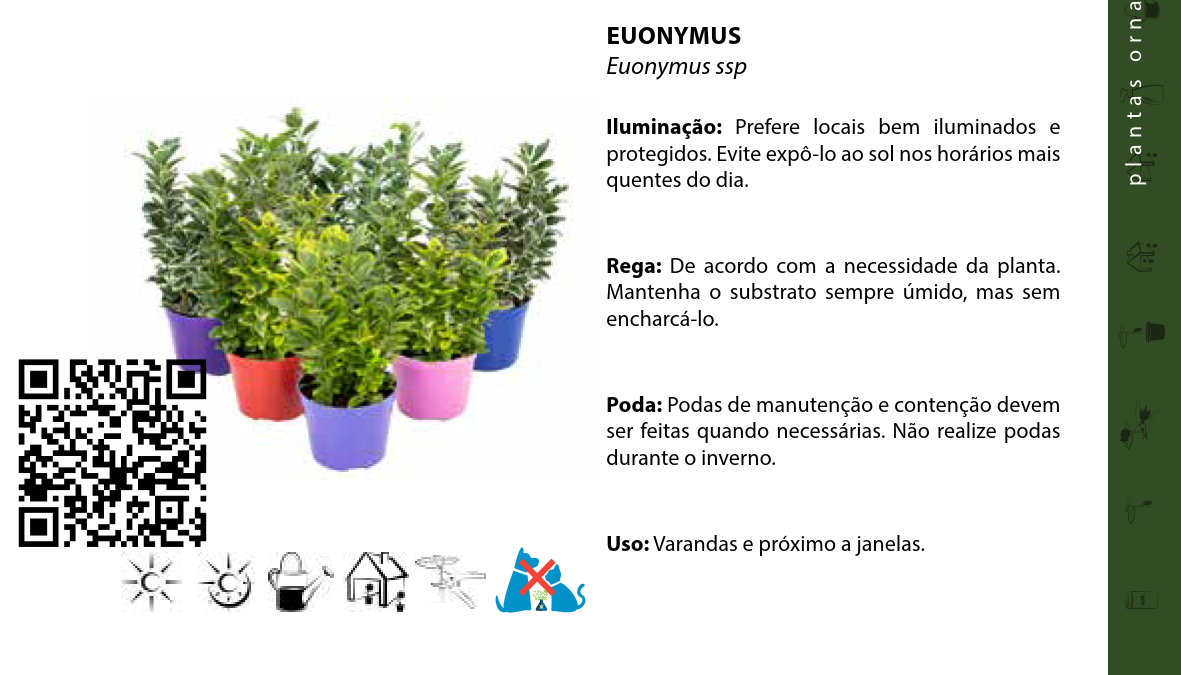 EUONYMUS
Euonymus ssp
Iluminação: Prefere locais bem iluminados e
protegidos. Evite expô-lo ao sol nos horários mais
quentes do dia.
Rega: De acordo com a necessidade da planta.
Mantenha o substrato sempre úmido, mas sem
encharcá-lo.
Poda: Podas de manutenção e contenção devem
ser feitas quando necessárias. Não realize podas
durante o inverno.
Uso: Varandas e próximo a janelas.
plantas orna